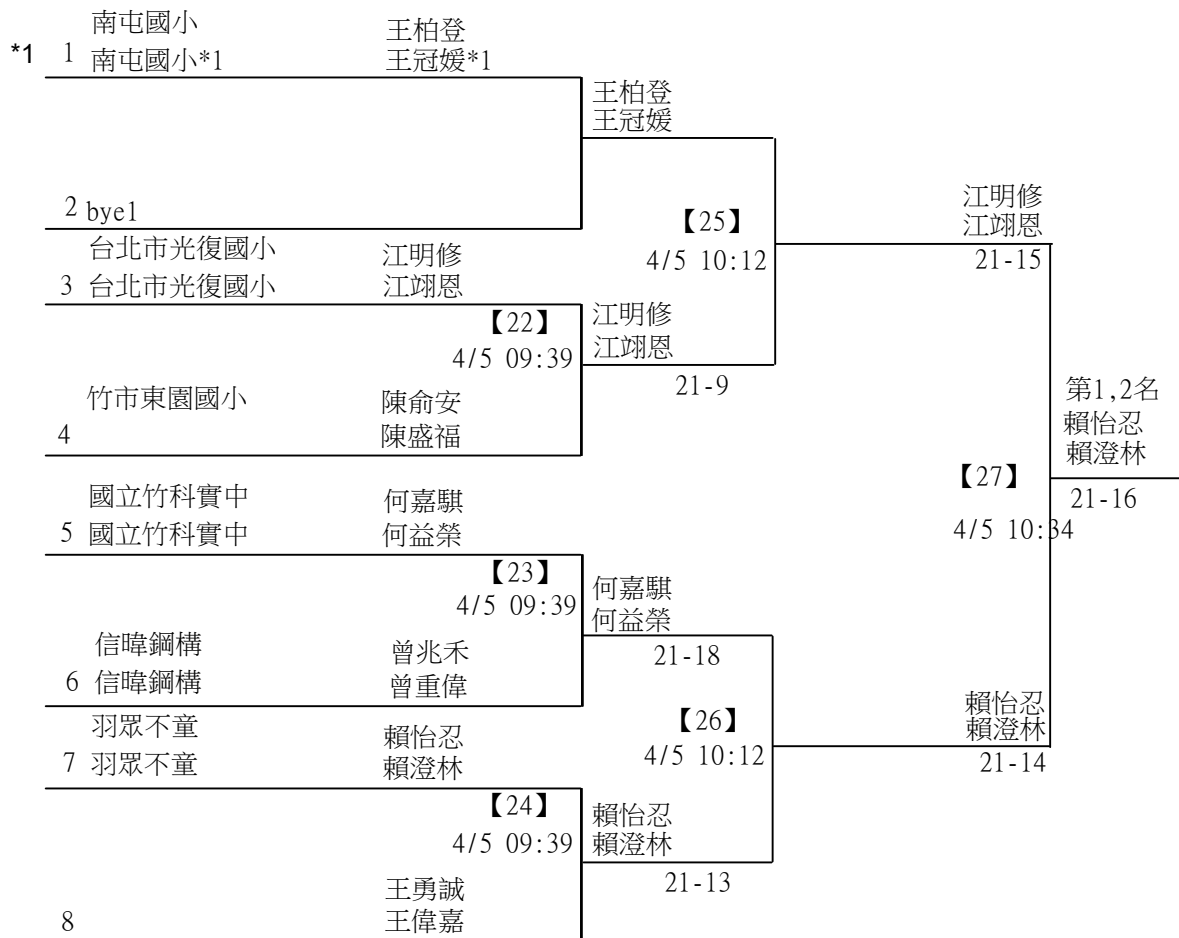 南屯國小 王柏登
*1 1 南屯國小*1 王冠媛*1
王柏登
王冠媛
2 bye1
【25】
4/5 10:12
江明修
江翊恩
21-15
台北市光復國小 江明修
3 台北市光復國小 江翊恩
【22】
4/5 09:39
江明修
江翊恩
21-9
竹市東園國小 陳俞安
4 陳盛福
第1,2名
賴怡忍
賴澄林
21-16
【27】
4/5 10:34
國立竹科實中 何嘉騏
5 國立竹科實中 何益榮
【23】
4/5 09:39
何嘉騏
何益榮
21-18
信暐鋼構 曾兆禾
6 信暐鋼構 曾重偉
【26】
4/5 10:12
賴怡忍
賴澄林
21-14
羽眾不童 賴怡忍
7 羽眾不童 賴澄林
【24】
4/5 09:39
賴怡忍
賴澄林
21-13
王勇誠
8 王偉嘉